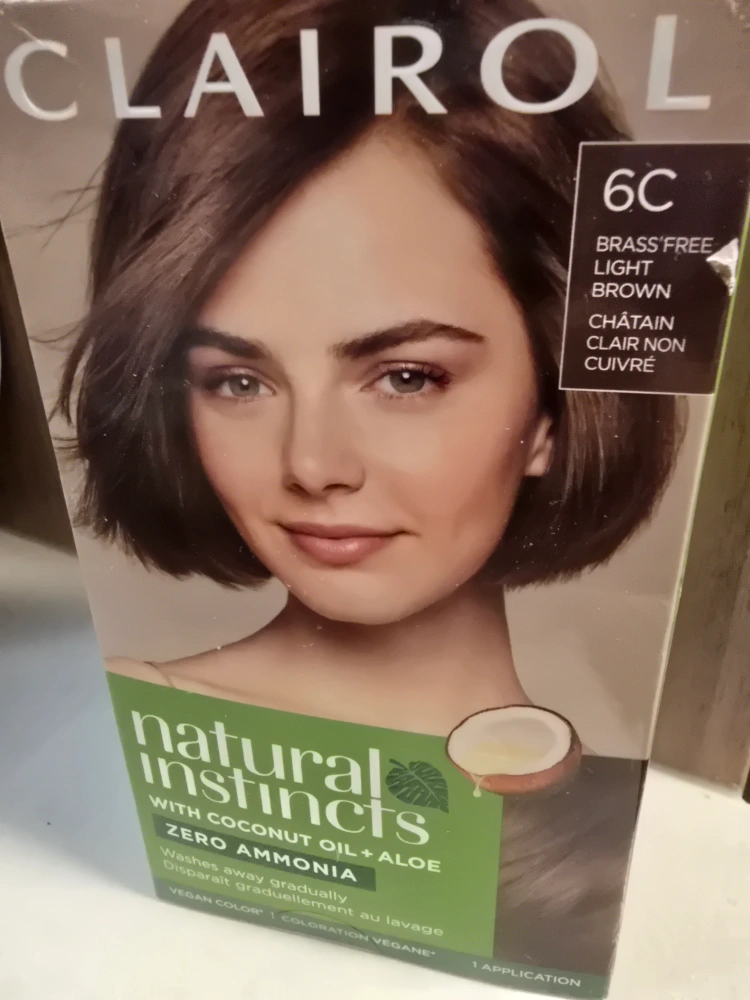 CLAIROL
6C
BRASS'FREE
LIGHT
BROWN
CHÂTAIN
CLAIR NON
CUIVRÉ
natural
instincts
WITH COCONUT OIL + ALOE
ZERO AMMONIA
Washes away gradually
Disparaît graduellement au lavage
VEGAN COLOR* | COLORATION VEGANE*
1 APPLICATION